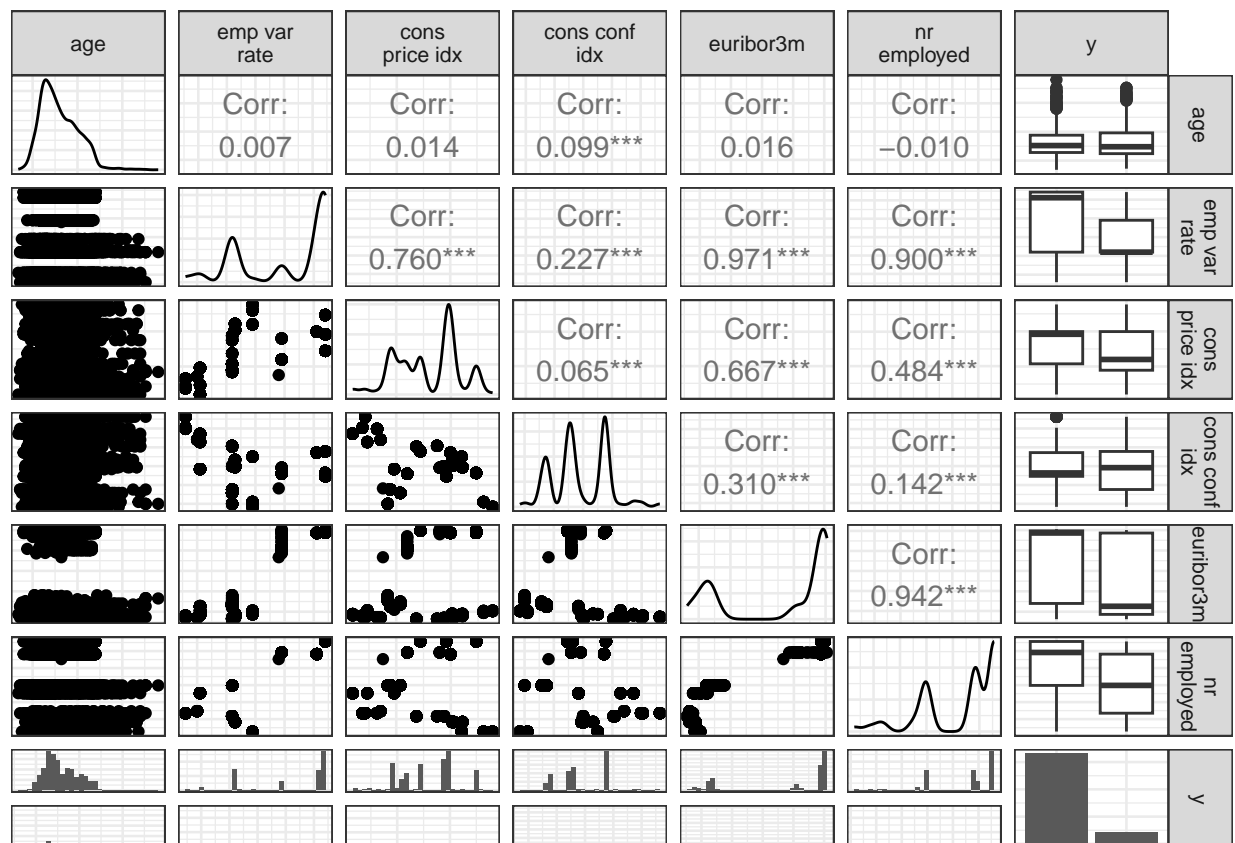 age
emp var
rate
cons
price idx
cons conf
idx
euribor3m
nr
employed
y
Corr:
0.007
Corr:
0.014
Corr:
0.099***
Corr:
0.016
Corr:
−0.010
age
Corr:
0.760***
Corr:
0.227***
Corr:
0.971***
Corr:
0.900***
emp var
rate
Corr:
0.065***
Corr:
0.667***
Corr:
0.484***
cons
price idx
Corr:
0.310***
Corr:
0.142***
cons conf
idx
Corr:
0.942***
euribor3m
nr
employed
y